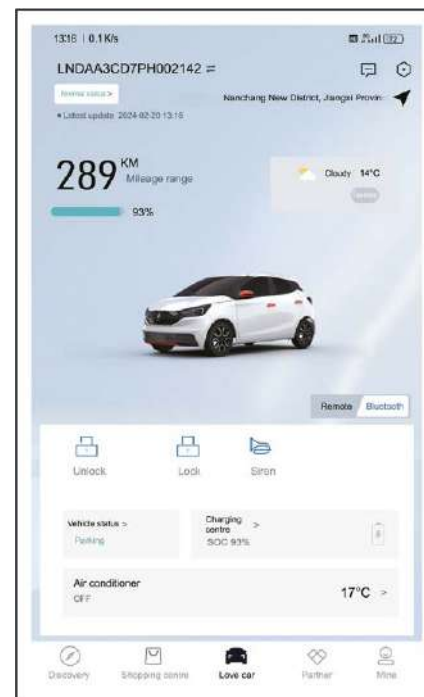 13:16 | 0.1 K/s
LNDAA3CD7PH002142
Nanchang New District, Jiangxi Provin
Latest update 2024-02-20 13:16
289 KM
Mileage range
93%
Cloudy 14°C
Remote
Bluetooth
Unlock
Lock
Siren
Vehicle status >
Parking
Charging centre >
SOC 93%
Air conditioner
OFF
17°C >
Discovery
Shopping centre
Love car
Partner
Mine